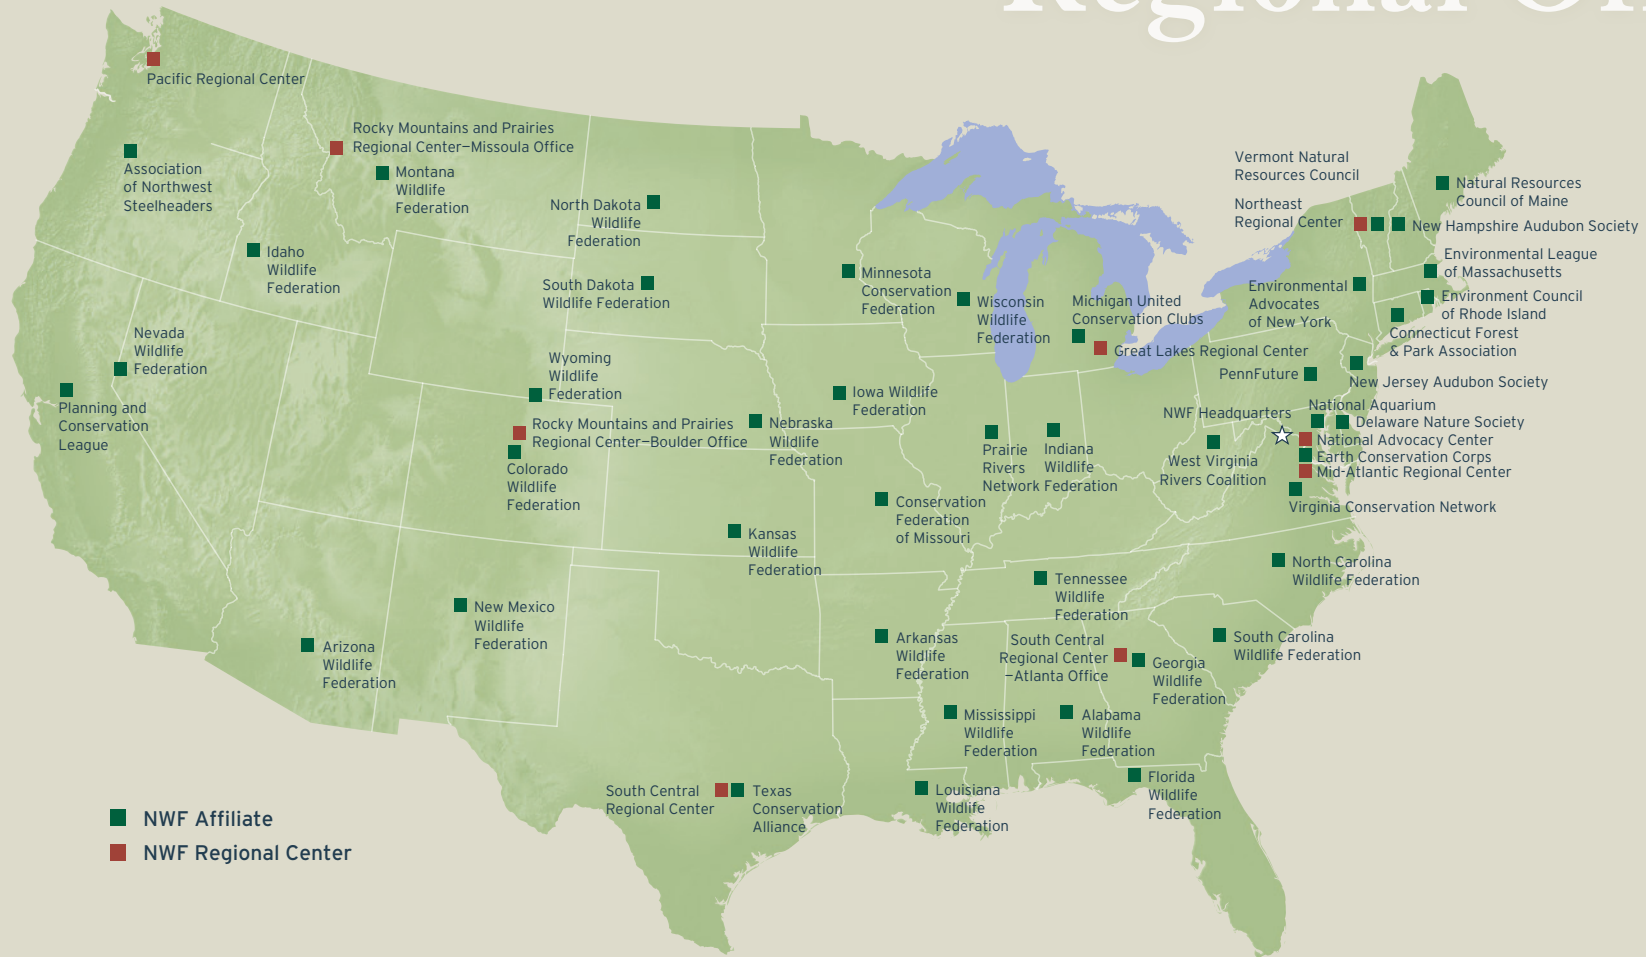 Regional
Pacific Regional Center
Rocky Mountains and Prairies
Regional Center—Missoula Office
Association
of Northwest
Steelheaders
Montana
Wildlife
Federation
North Dakota
Wildlife
Federation
Idaho
Wildlife
Federation
South Dakota
Wildlife Federation
Minnesota
Conservation
Federation
Wisconsin
Wildlife
Federation
Michigan United
Conservation Clubs
Great Lakes Regional Center
Vermont Natural
Resources Council
Northeast
Regional Center
Natural Resources
Council of Maine
New Hampshire Audubon Society
Environmental League
of Massachusetts
Environmental
Advocates
of New York
Environment Council
of Rhode Island
Connecticut Forest
& Park Association
Nevada
Wildlife
Federation
Planning and
Conservation
League
Wyoming
Wildlife
Federation
Rocky Mountains and Prairies
Regional Center—Boulder Office
Colorado
Wildlife
Federation
Nebraska
Wildlife
Federation
Iowa Wildlife
Federation
PennFuture
New Jersey Audubon Society
NWF Headquarters
National Aquarium
Delaware Nature Society
National Advocacy Center
Earth Conservation Corps
Mid-Atlantic Regional Center
Virginia Conservation Network
West Virginia
Rivers Coalition
Prairie
Rivers
Network
Indiana
Wildlife
Federation
Conservation
Federation
of Missouri
Kansas
Wildlife
Federation
North Carolina
Wildlife Federation
Tennessee
Wildlife
Federation
New Mexico
Wildlife
Federation
Arizona
Wildlife
Federation
Arkansas
Wildlife
Federation
South Central
Regional Center
—Atlanta Office
Georgia
Wildlife
Federation
South Carolina
Wildlife Federation
Mississippi
Wildlife
Federation
Alabama
Wildlife
Federation
South Central
Regional Center
Texas
Conservation
Alliance
Louisiana
Wildlife
Federation
Florida
Wildlife
Federation
NWF Affiliate
NWF Regional Center